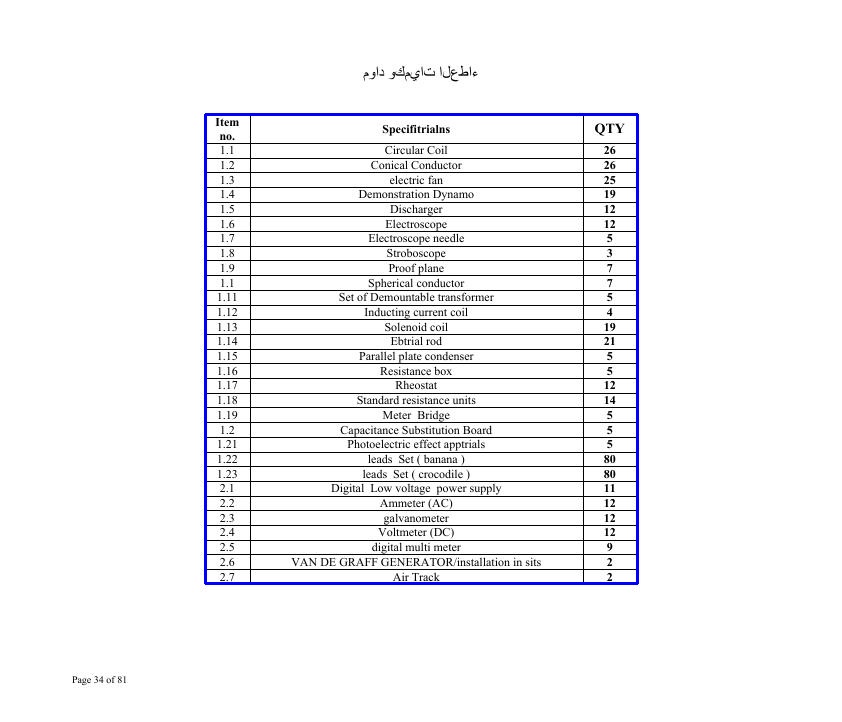 ءاطعلا تايمكو داوم
Item no. Specifitrialns QTY
1.1 Circular Coil 26
1.2 Conical Conductor 26
1.3 electric fan 25
1.4 Demonstration Dynamo 19
1.5 Discharger 12
1.6 Electroscope 12
1.7 Electroscope needle 5
1.8 Stroboscope 3
1.9 Proof plane 7
1.1 Spherical conductor 7
1.11 Set of Demountable transformer 5
1.12 Inducting current coil 4
1.13 Solenoid coil 19
1.14 Ebtrial rod 21
1.15 Parallel plate condenser 5
1.16 Resistance box 5
1.17 Rheostat 12
1.18 Standard resistance units 14
1.19 Meter Bridge 5
1.2 Capacitance Substitution Board 5
1.21 Photoelectric effect apptrials 5
1.22 leads Set ( banana ) 80
1.23 leads Set ( crocodile ) 80
2.1 Digital Low voltage power supply 11
2.2 Ammeter (AC) 12
2.3 galvanometer 12
2.4 Voltmeter (DC) 12
2.5 digital multi meter 9
2.6 VAN DE GRAFF GENERATOR/installation in sits 2
2.7 Air Track 2
Page 34 of 81